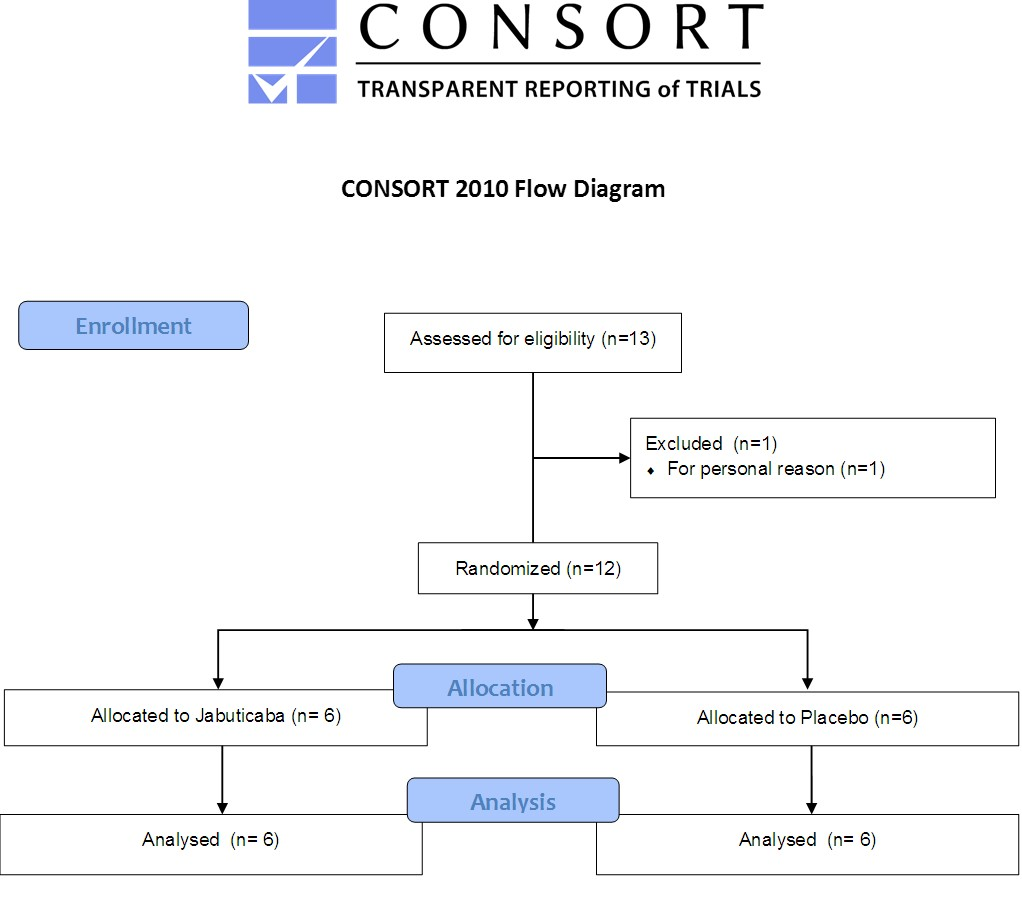 CONSORT
TRANSPARENT REPORTING of TRIALS
CONSORT 2010 Flow Diagram
Enrollment
Assessed for eligibility (n=13)
Excluded (n=1)
⬧ For personal reason (n=1)
Randomized (n=12)
Allocation
Allocated to Jabuticaba (n= 6)
Allocated to Placebo (n=6)
Analysis
Analysed (n= 6)
Analysed (n= 6)